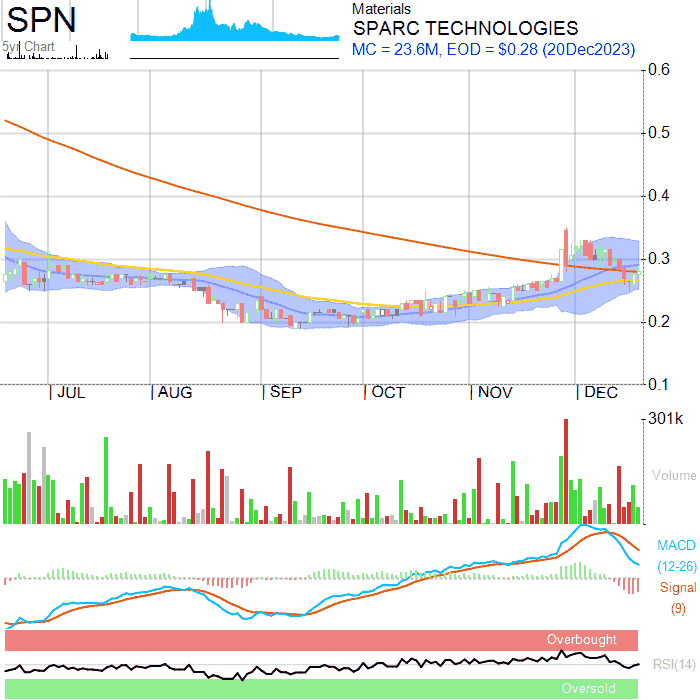 SPN
Materials
SPARC TECHNOLOGIES
MC = 23.6M, EOD = $0.28 (20Dec2023)
5yr Chart
0.6
0.5
0.4
0.3
0.2
0.1
JUL AUG SEP OCT NOV DEC
301k
Volume
MACD
(12-26)
Signal
(9)
Overbought
RSI(14)
Oversold